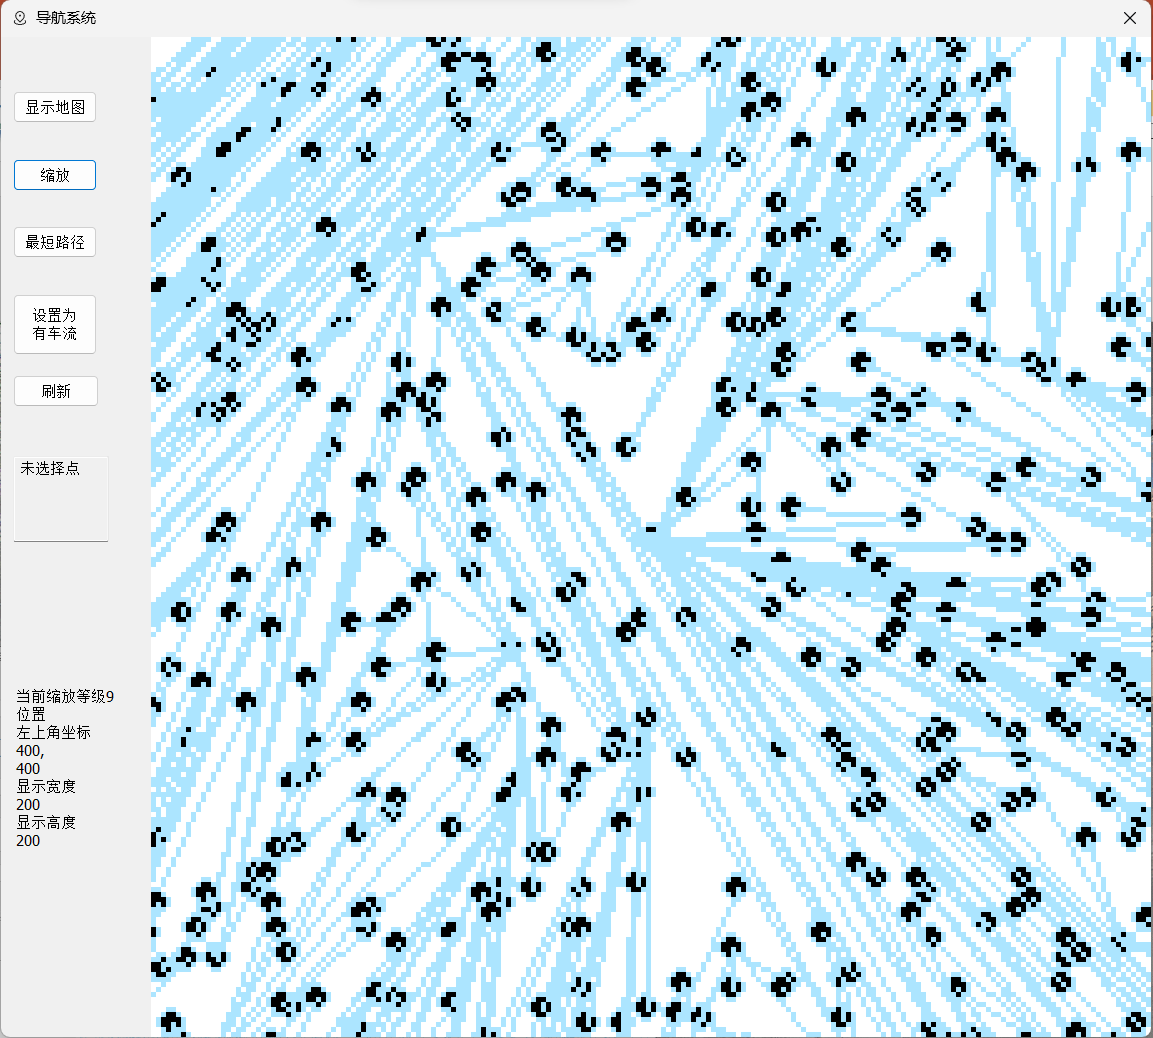 导航系统
显示地图
缩放
最短路径
设置为
有车流
刷新
未选择点
当前缩放等级9
位置
左上角坐标
400,
400
显示宽度
200
显示高度
200